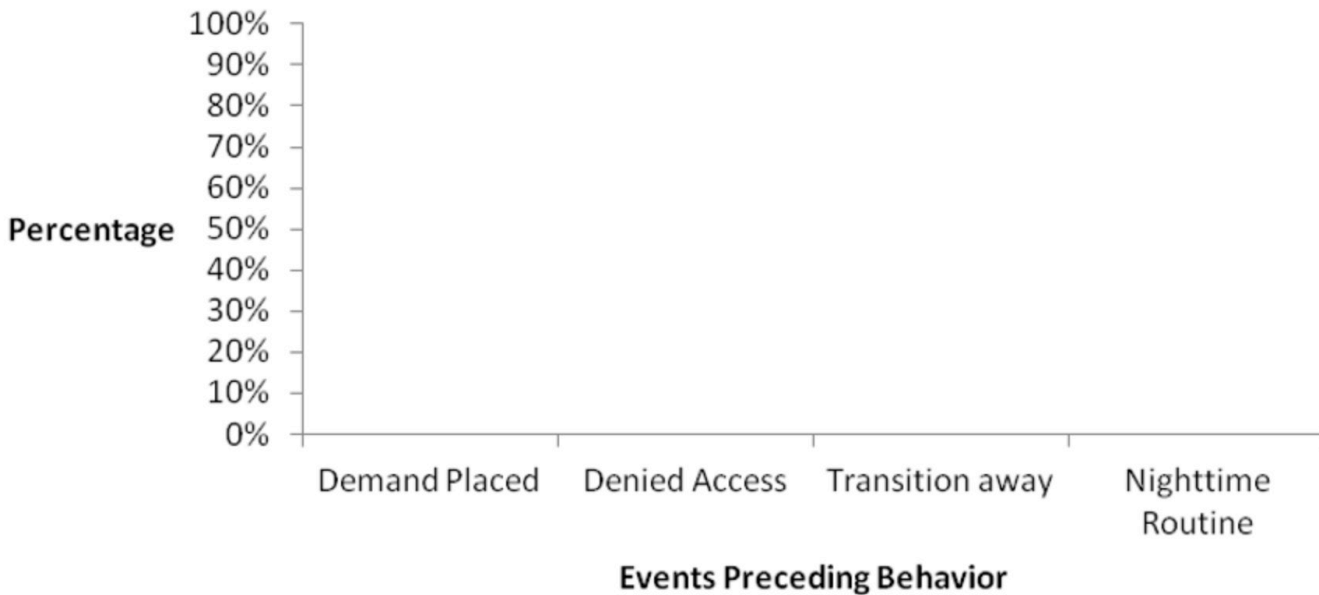 100%
90%
80%
70%
60%
Percentage 50%
40%
30%
20%
10%
0%
Demand Placed Denied Access Transition away Nighttime
Routine
Events Preceding Behavior